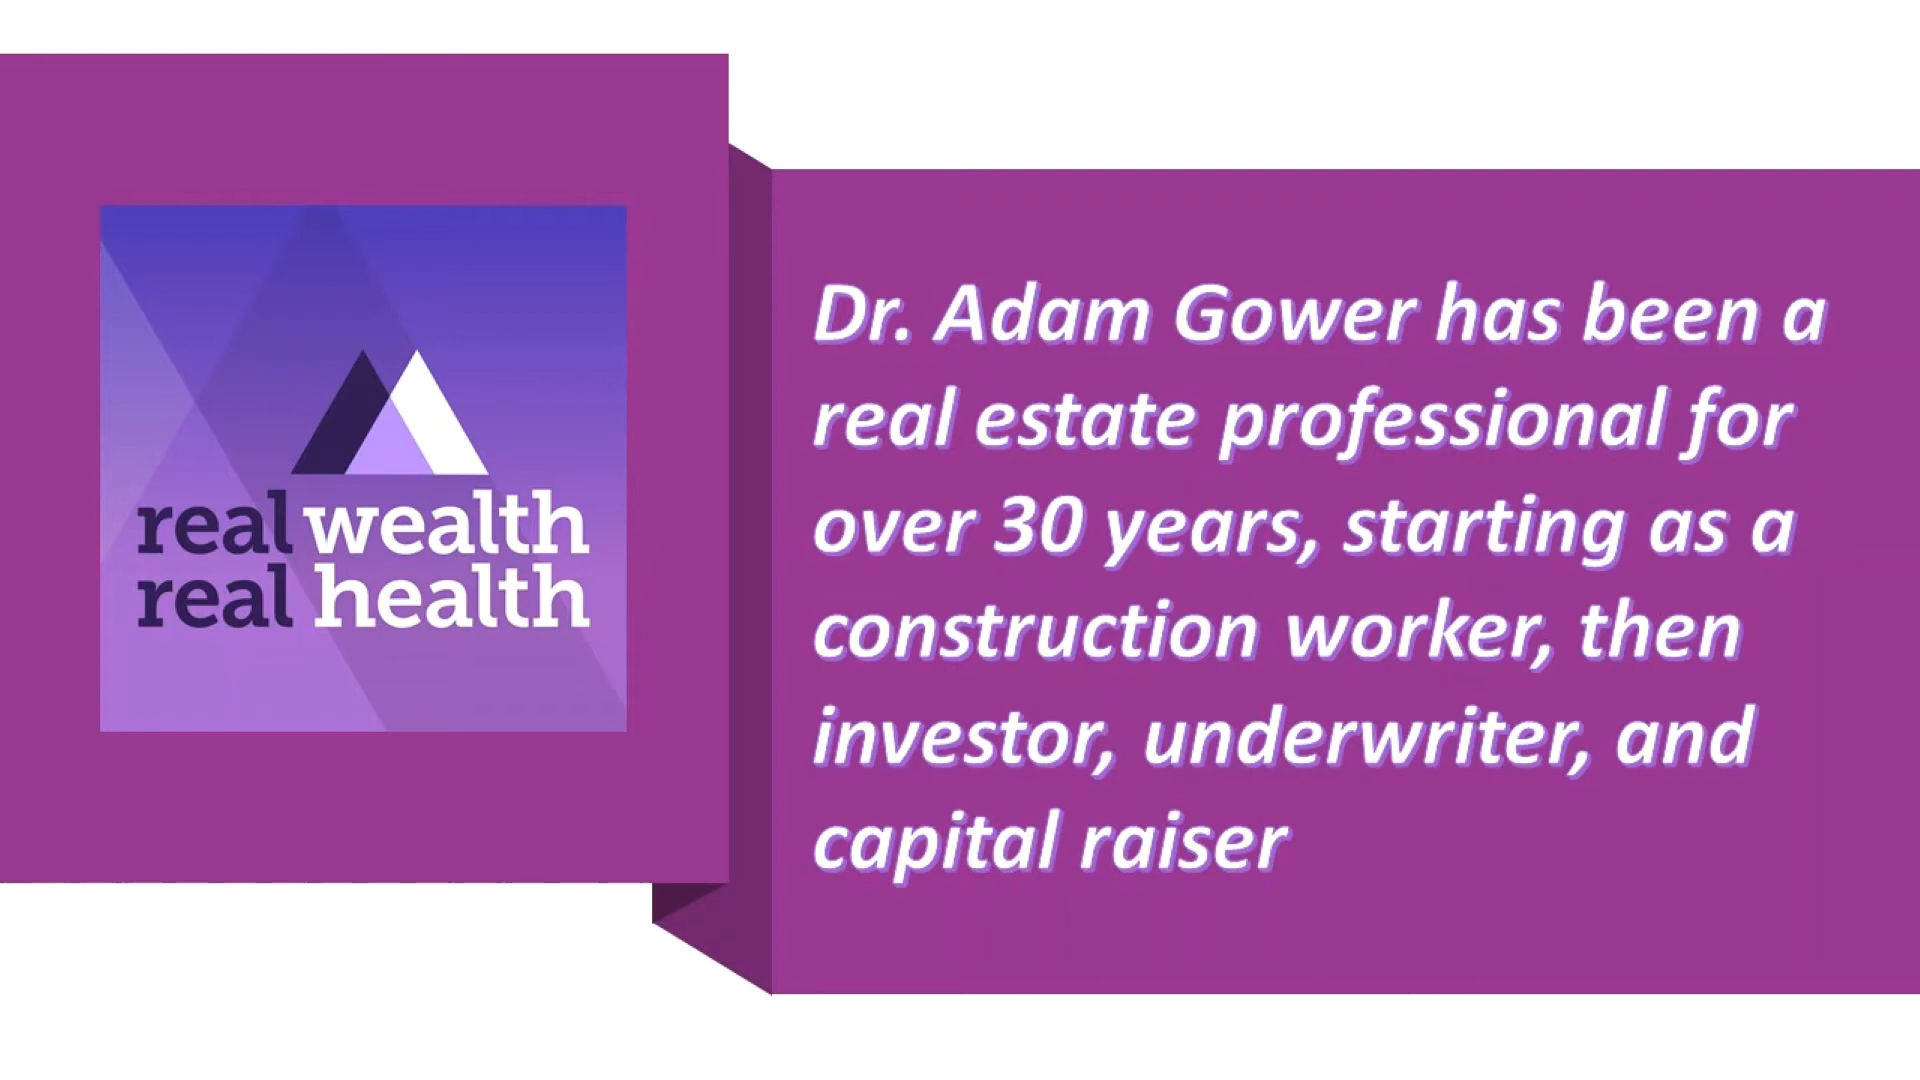 real wealth
real health
Dr. Adam Gower has been a
real estate professional for
over 30 years, starting as a
construction worker, then
investor, underwriter, and
capital raiser